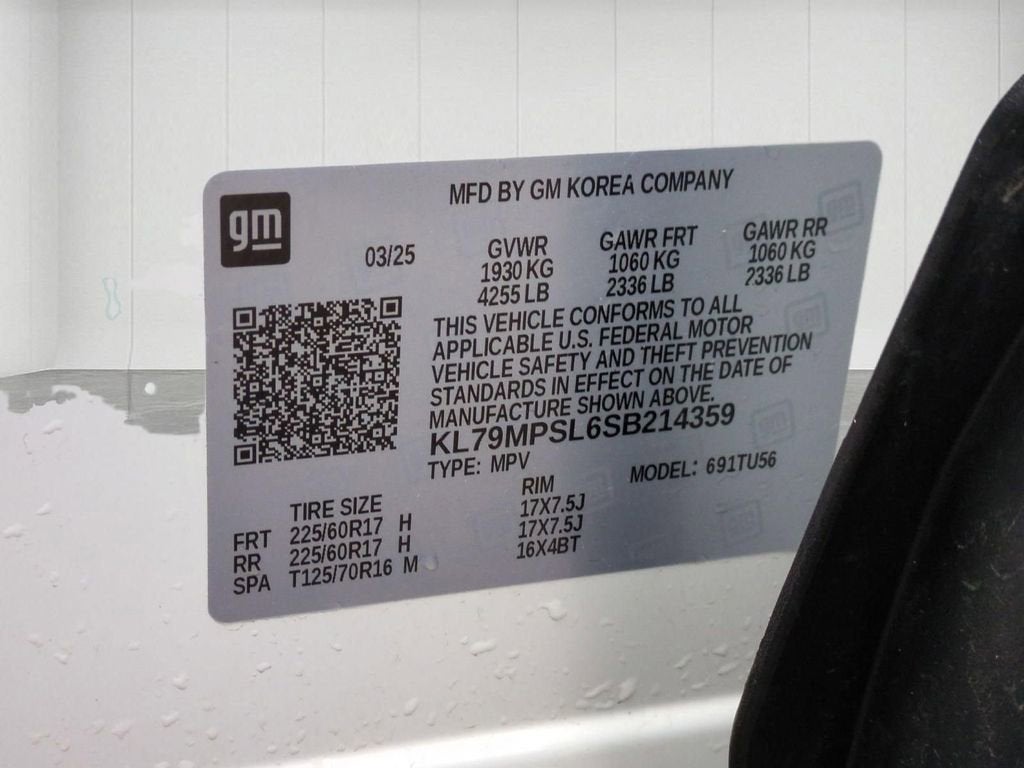 MFD BY GM KOREA COMPANY
gm
03/25
GVWR GAWR FRT GAWR RR
1930 KG 1060 KG 1060 KG
4255 LB 2336 LB 2336 LB
THIS VEHICLE CONFORMS TO ALL
APPLICABLE U.S. FEDERAL MOTOR
VEHICLE SAFETY AND THEFT PREVENTION
STANDARDS IN EFFECT ON THE DATE OF
MANUFACTURE SHOWN ABOVE.
KL79MPSL6SB214359
TYPE: MPV MODEL: 691TU56
TIRE SIZE RIM
FRT 225/60R17 H 17X7.5J
RR 225/60R17 H 17X7.5J
SPA T125/70R16 M 16X4BT